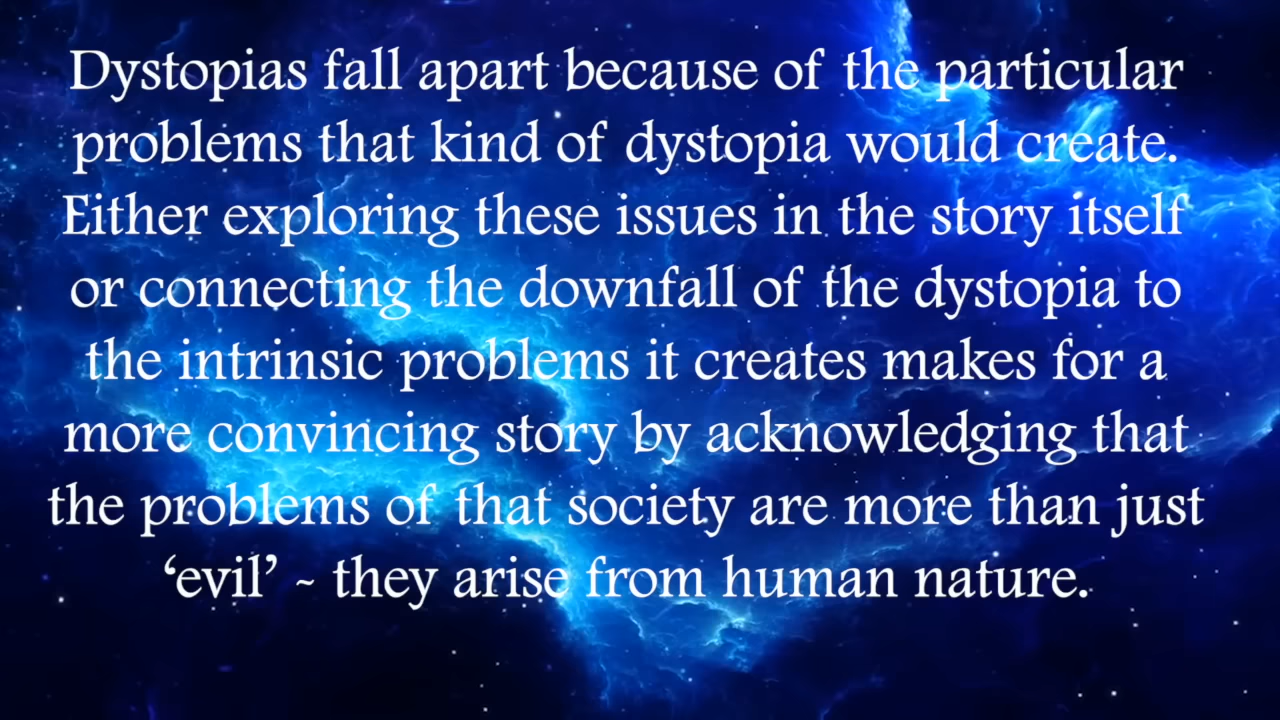 Dystopias fall apart because of the particular
problems that kind of dystopia would create.
Either exploring these issues in the story itself
or connecting the downfall of the dystopia to
the intrinsic problems it creates makes for a
more convincing story by acknowledging that
the problems of that society are more than just
‘evil’ - they arise from human nature.